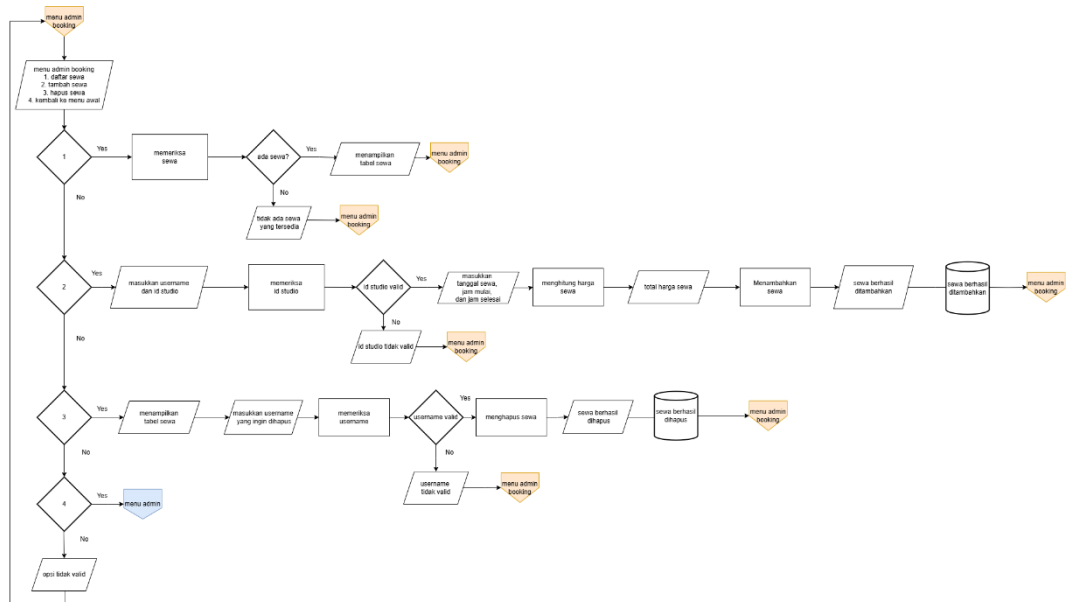 menu admin
booking
menu admin booking
1. daftar sewa
2. tambah sewa
3. hapus sewa
4. kembali ke menu awal
1
Yes
memeriksa
sewa
ada sewa?
Yes
menampilkan
tabel sewa
menu admin
booking
No
No
tidak ada sewa
yang tersedia
menu admin
booking
2
Yes
masukkan username
dan id studio
memeriksa
id studio
id studio valid
Yes
masukkan
tanggal sewa,
jam mulai,
dan jam selesai
menghitung harga
sewa
total harga sewa
Menambahkan
sewa
sewa berhasil
ditambahkan
sewa berhasil
ditambahkan
menu admin
booking
No
No
id studio tidak valid
menu admin
booking
3
Yes
menampilkan
tabel sewa
masukkan username
yang ingin dihapus
memeriksa
username
username valid
Yes
menghapus sewa
sewa berhasil
dihapus
sewa berhasil
dihapus
menu admin
booking
No
No
username
tidak valid
menu admin
booking
4
Yes
menu admin
No
opsi tidak valid